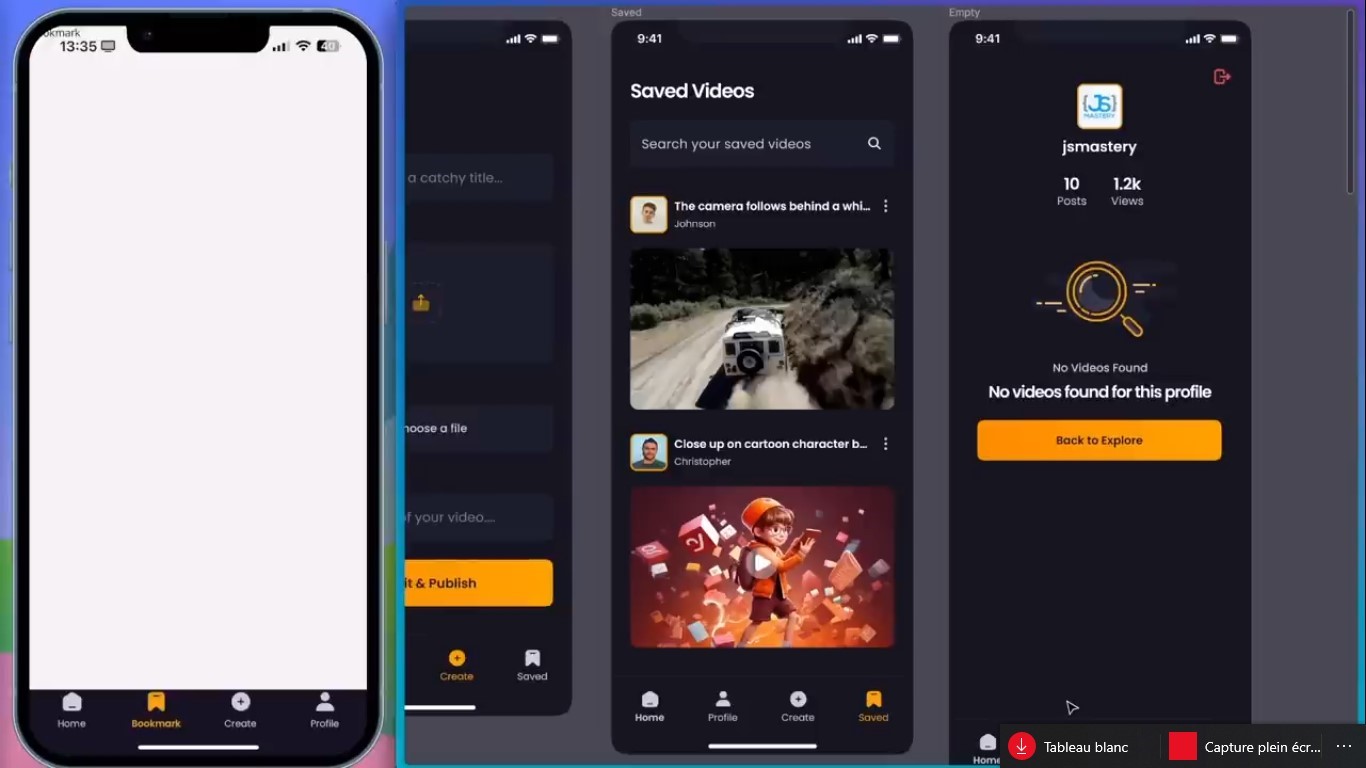 okmark
13:35
40
Home
Bookmark
Create
Profile
a catchy title...
hoose a file
of your video....
it & Publish
Create
Saved
Saved
9:41
Saved Videos
Search your saved videos
The camera follows behind a whi...
Johnson
Close up on cartoon character b...
Christopher
Home
Profile
Create
Saved
Empty
9:41
{JS}
MASTERY
jsmastery
10
Posts
1.2k
Views
No Videos Found
No videos found for this profile
Back to Explore
Home
Tableau blanc
Capture plein écr...